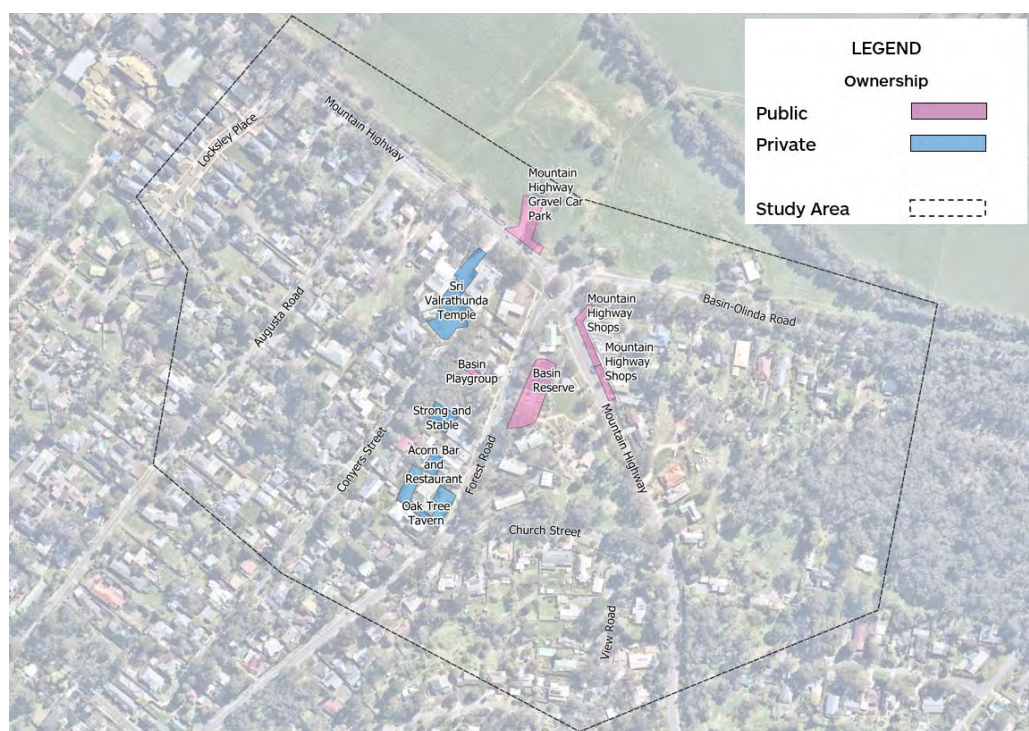 LEGEND
Ownership
Public
Private
Study Area
Locksley Place
Mountain Highway
Mountain
Highway
Gravel Car
Park
Sri
Valrathunda
Temple
Augusta Road
Basin-Olinda Road
Mountain
Highway
Shops
Mountain
Highway
Shops
Basin
Playgroup
Basin
Reserve
Strong and
Stable
Mountain Highway
Conyers Street
Acorn Bar
and
Restaurant
Forest Road
Oak Tree
Tavern
Church Street
View Road